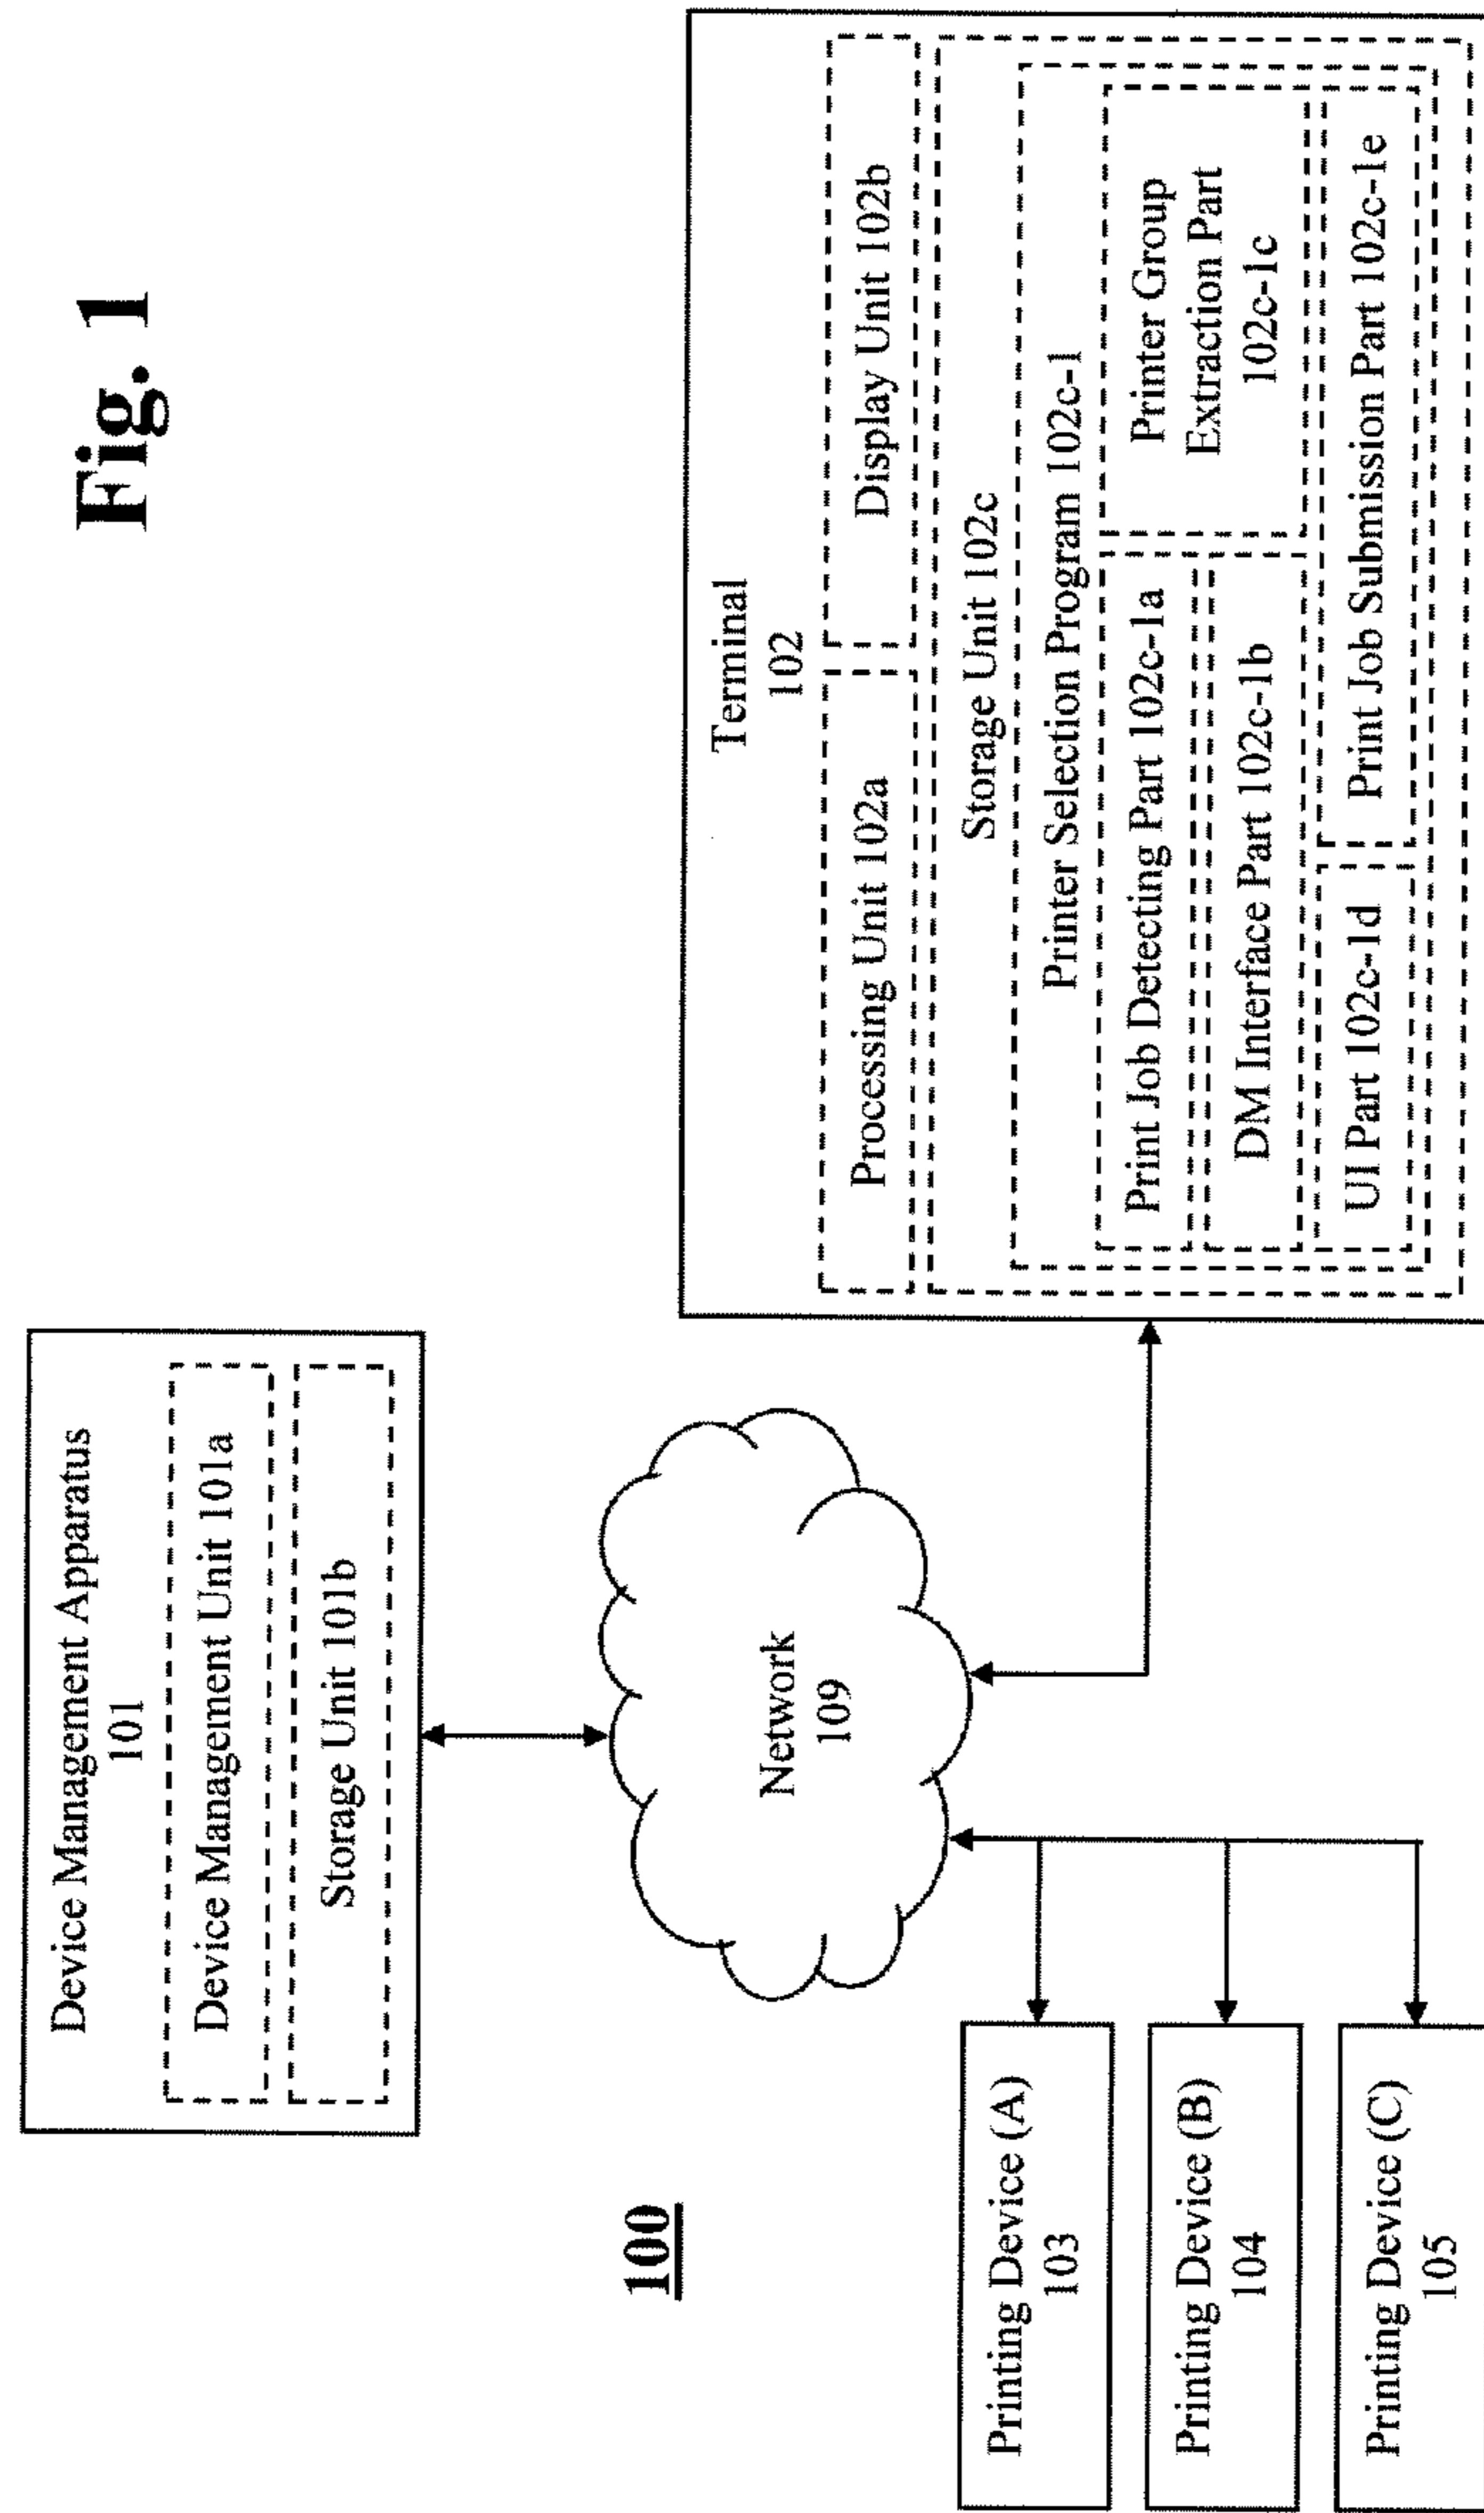 Fig. 1
100
Device Management Apparatus
101
Device Management Unit 101a
Storage Unit 101b
Network
109
Printing Device (A)
103
Printing Device (B)
104
Printing Device (C)
105
Terminal
102
Processing Unit 102a
Display Unit 102b
Storage Unit 102c
Printer Selection Program 102c-1
Print Job Detecting Part 102c-1a
DM Interface Part 102c-1b
Printer Group
Extraction Part
102c-1c
UI Part 102c-1d
Print Job Submission Part 102c-1e